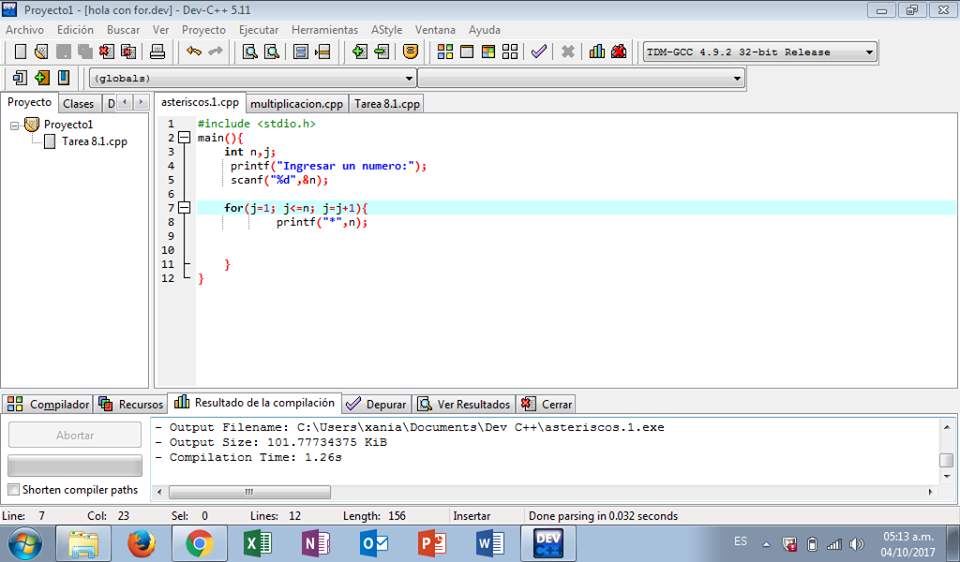 Proyecto1 - [hola con for.dev] - Dev-C++ 5.11
Archivo Edición Buscar Ver Proyecto Ejecutar Herramientas AStyle Ventana Ayuda
TDM-GCC 4.9.2 32-bit Release
(globals)
Proyecto Clases D
asteriscos.1.cpp multiplicacion.cpp Tarea 8.1.cpp
Proyecto1
Tarea 8.1.cpp
1 #include <stdio.h>
2 main(){
3 int n,j;
4 printf("Ingresar un numero:");
5 scanf("%d",&n);
6
7 for(j=1; j<=n; j=j+1){
8 printf("*",n);
9
10
11 }
12 }
Compilador Recursos Resultado de la compilación Depurar Ver Resultados Cerrar
Abortar
Shorten compiler paths
- Output Filename: C:\Users\xania\Documents\Dev C++\asteriscos.1.exe
- Output Size: 101.77734375 KiB
- Compilation Time: 1.26s
Line: 7 Col: 23 Sel: 0 Lines: 12 Length: 156 Insertar Done parsing in 0.032 seconds
DEV C++
ES
05:13 a.m.
04/10/2017